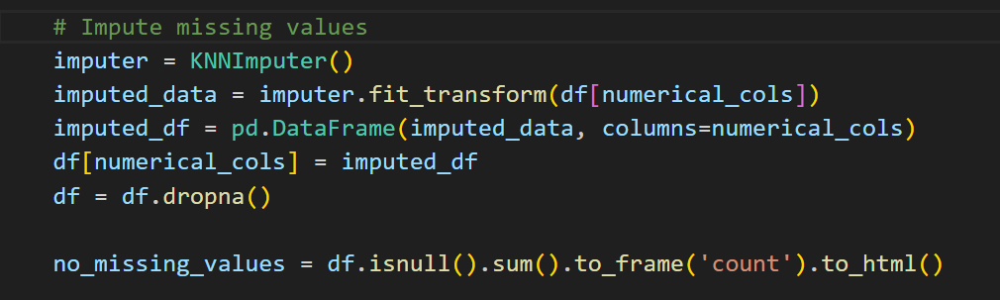 # Impute missing values
imputer = KNNImputer()
imputed_data = imputer.fit_transform(df[numerical_cols])
imputed_df = pd.DataFrame(imputed_data, columns=numerical_cols)
df[numerical_cols] = imputed_df
df = df.dropna()
no_missing_values = df.isnull().sum().to_frame('count').to_html()